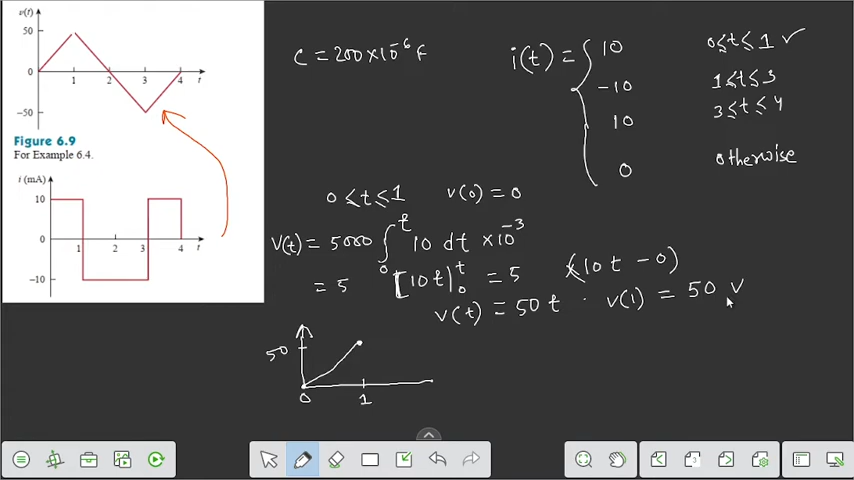 v(t)
50
0
1
2
3
4
t
−50
Figure 6.9
For Example 6.4.
i (mA)
10
0
1
2
3
4
t
−10
C = 200×10⁻⁶ F
i(t) = { 10 0≤t≤1 ✓
-10 1≤t≤3
10 3≤t≤4
0 otherwise
0≤t≤1 v(0) = 0
v(t) = 5000 ∫₀ᵗ 10 dt ×10⁻³
= 5 [10t]₀ᵗ = 5 (10t - 0)
v(t) = 50t . v(1) = 50 v
50
0
1
3